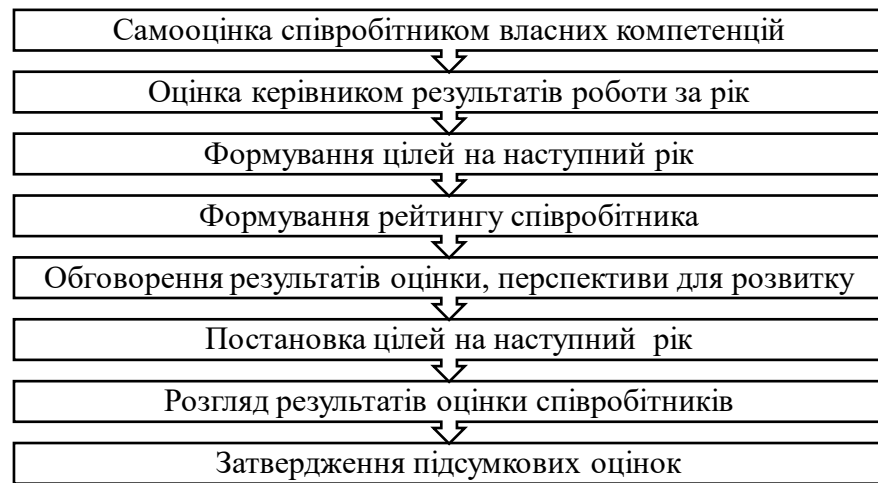 Самооцінка співробітником власних компетенцій
Оцінка керівником результатів роботи за рік
Формування цілей на наступний рік
Формування рейтингу співробітника
Обговорення результатів оцінки, перспективи для розвитку
Постановка цілей на наступний рік
Розгляд результатів оцінки співробітників
Затвердження підсумкових оцінок